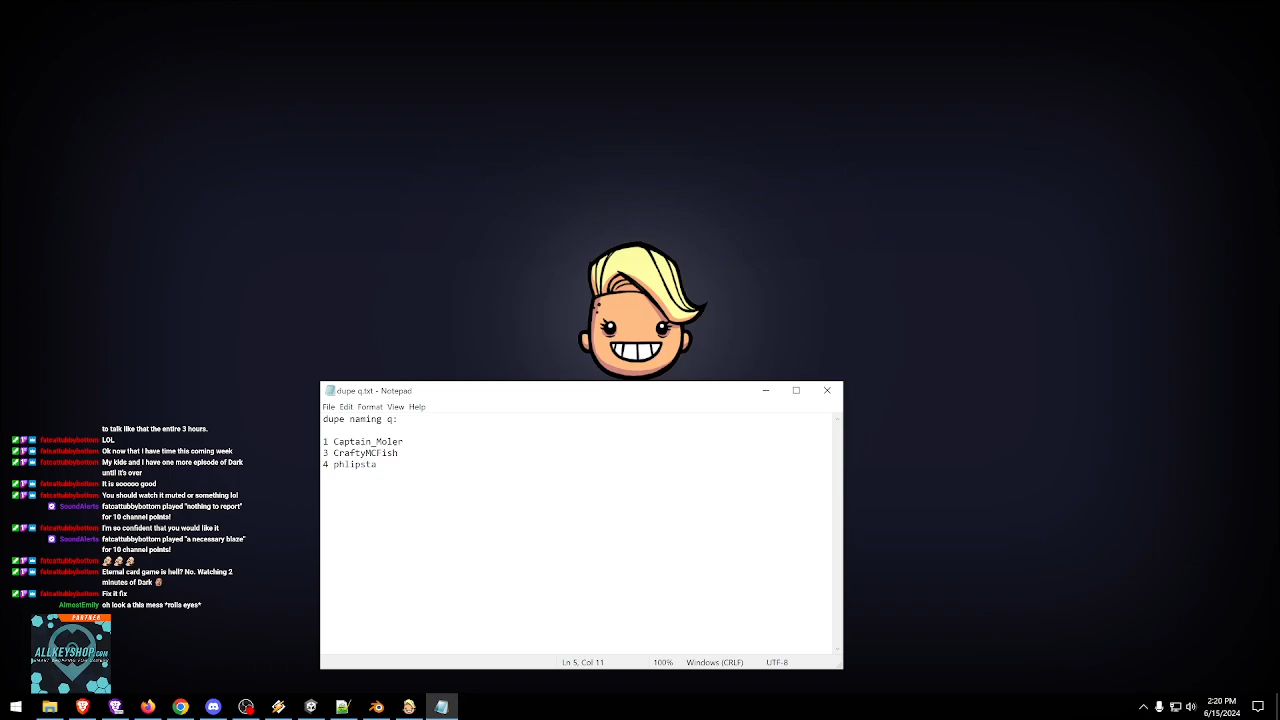 to talk like that the entire 3 hours.
fatcattubbybottom LOL
fatcattubbybottom Ok now that I have time this coming week
fatcattubbybottom My kids and I have one more episode of Dark
until it's over
fatcattubbybottom It is sooooo good
fatcattubbybottom You should watch it muted or something lol
SoundAlerts fatcattubbybottom played "nothing to report"
for 10 channel points!
fatcattubbybottom I'm so confident that you would like it
SoundAlerts fatcattubbybottom played "a necessary blaze"
for 10 channel points!
fatcattubbybottom
fatcattubbybottom Eternal card game is hell? No. Watching 2
minutes of Dark
fatcattubbybottom Fix it fix
AlmostEmily oh look a this mess *rolls eyes*
PARTNER
ALLKEYSHOP.com
SMART SHOPPING FOR GAMERS
dupe q.txt - Notepad
File Edit Format View Help
dupe naming q:
1 Captain_Moler
3 CraftyMCFish
4 phlipsta
Ln 5, Col 11 100% Windows (CRLF) UTF-8
2:20 PM
6/15/2024